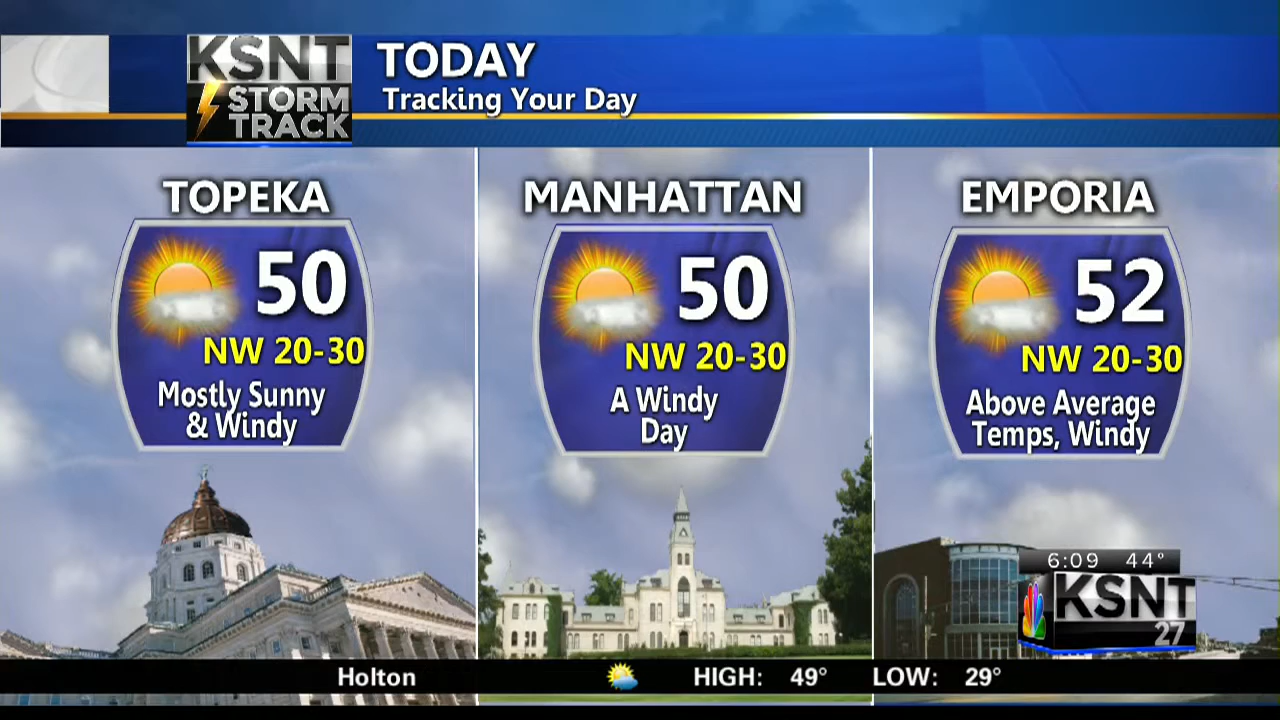 KSNT
STORM
TRACK
TODAY
Tracking Your Day
TOPEKA
50
NW 20-30
Mostly Sunny
& Windy
MANHATTAN
50
NW 20-30
A Windy
Day
EMPORIA
52
NW 20-30
Above Average
Temps, Windy
6:09 44°
KSNT
27
Holton HIGH: 49° LOW: 29°